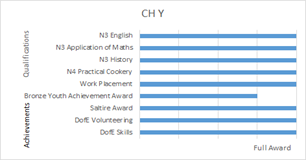 CH Y
Qualifications
N3 English
N3 Application of Maths
N3 History
N4 Practical Cookery
Work Placement
Achievements
Bronze Youth Achievement Award
Saltire Award
DofE Volunteering
DofE Skills
Full Award